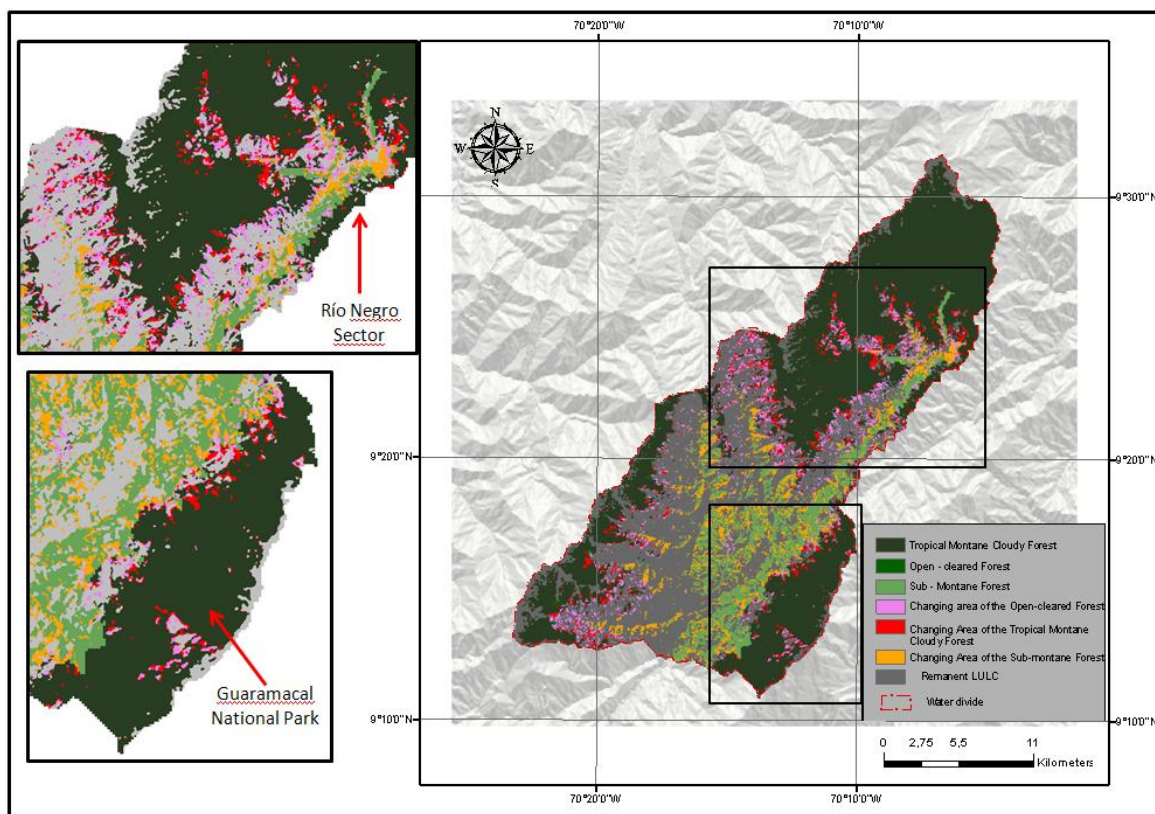 70°20'0"W
70°10'0"W
N
W
E
S
9°30'0"N
Río Negro
Sector
9°20'0"N
9°20'0"N
Tropical Montane Cloudy Forest
Open - cleared Forest
Sub - Montane Forest
Changing area of the Open-cleared Forest
Changing Area of the Tropical Montane
Cloudy Forest
Changing Area of the Sub-montane Forest
Remanent LULC
Water divide
Guaramacal
National Park
9°10'0"N
9°10'0"N
0 2,75 5,5 11
Kilometers
70°20'0"W
70°10'0"W